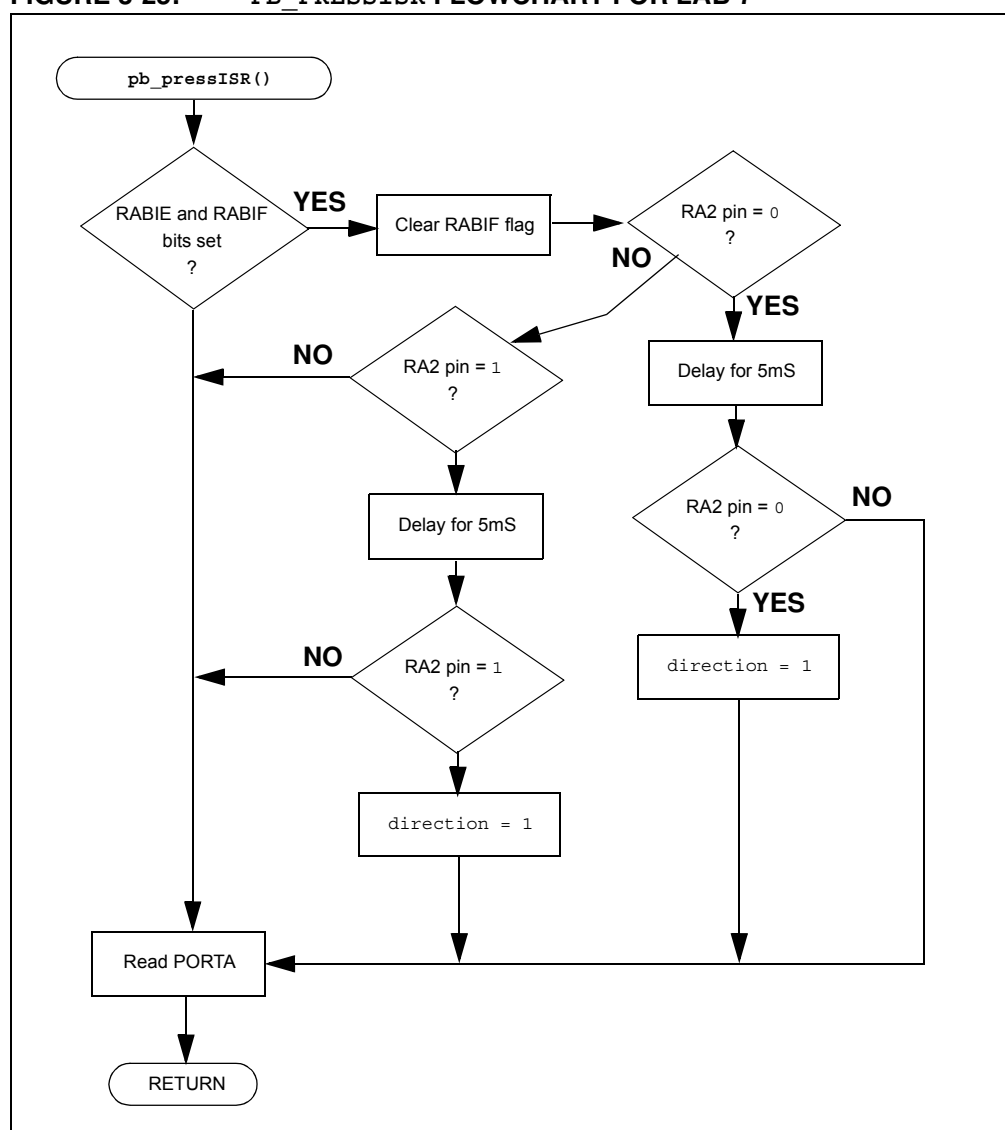 pb_pressISR()
RABIE and RABIF
bits set
?
YES
Clear RABIF flag
RA2 pin = 0
?
NO
YES
NO
RA2 pin = 1
?
Delay for 5mS
Delay for 5mS
RA2 pin = 0
?
NO
YES
NO
RA2 pin = 1
?
direction = 1
direction = 1
Read PORTA
RETURN